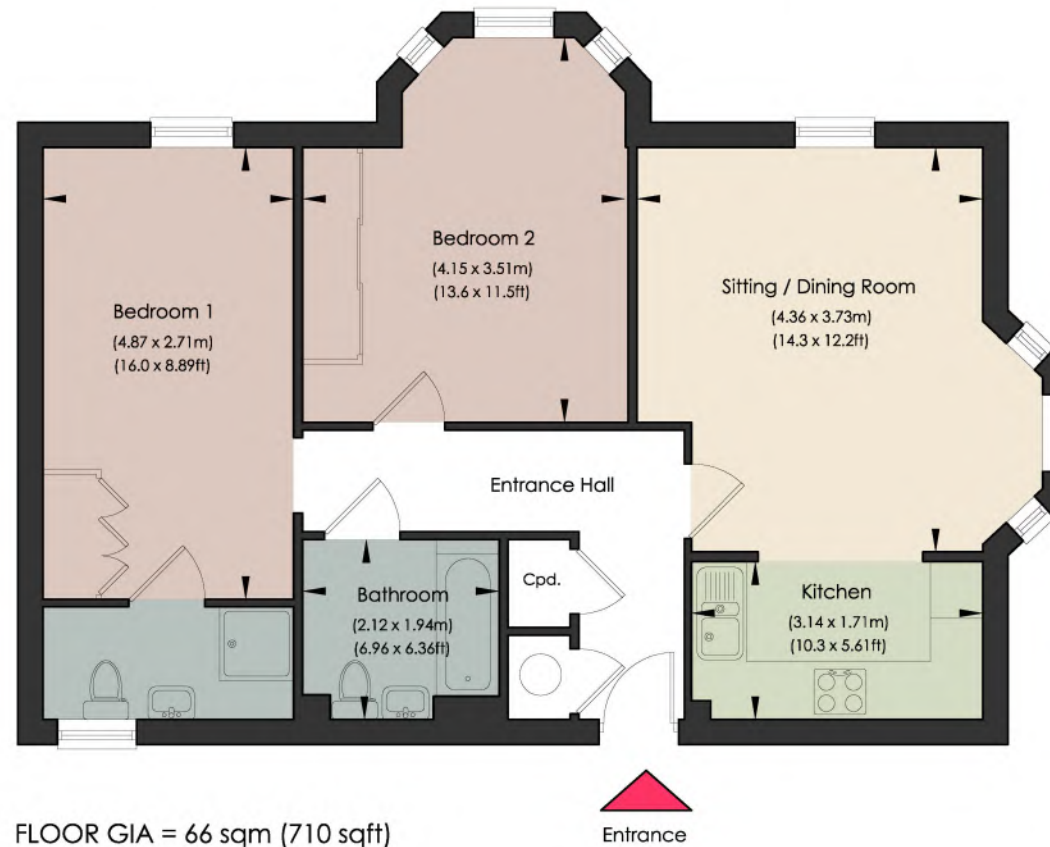 Bedroom 1
(4.87 x 2.71m)
(16.0 x 8.89ft)
Bedroom 2
(4.15 x 3.51m)
(13.6 x 11.5ft)
Sitting / Dining Room
(4.36 x 3.73m)
(14.3 x 12.2ft)
Entrance Hall
Bathroom
(2.12 x 1.94m)
(6.96 x 6.36ft)
Cpd.
Kitchen
(3.14 x 1.71m)
(10.3 x 5.61ft)
FLOOR GIA = 66 sqm (710 sqft)
Entrance